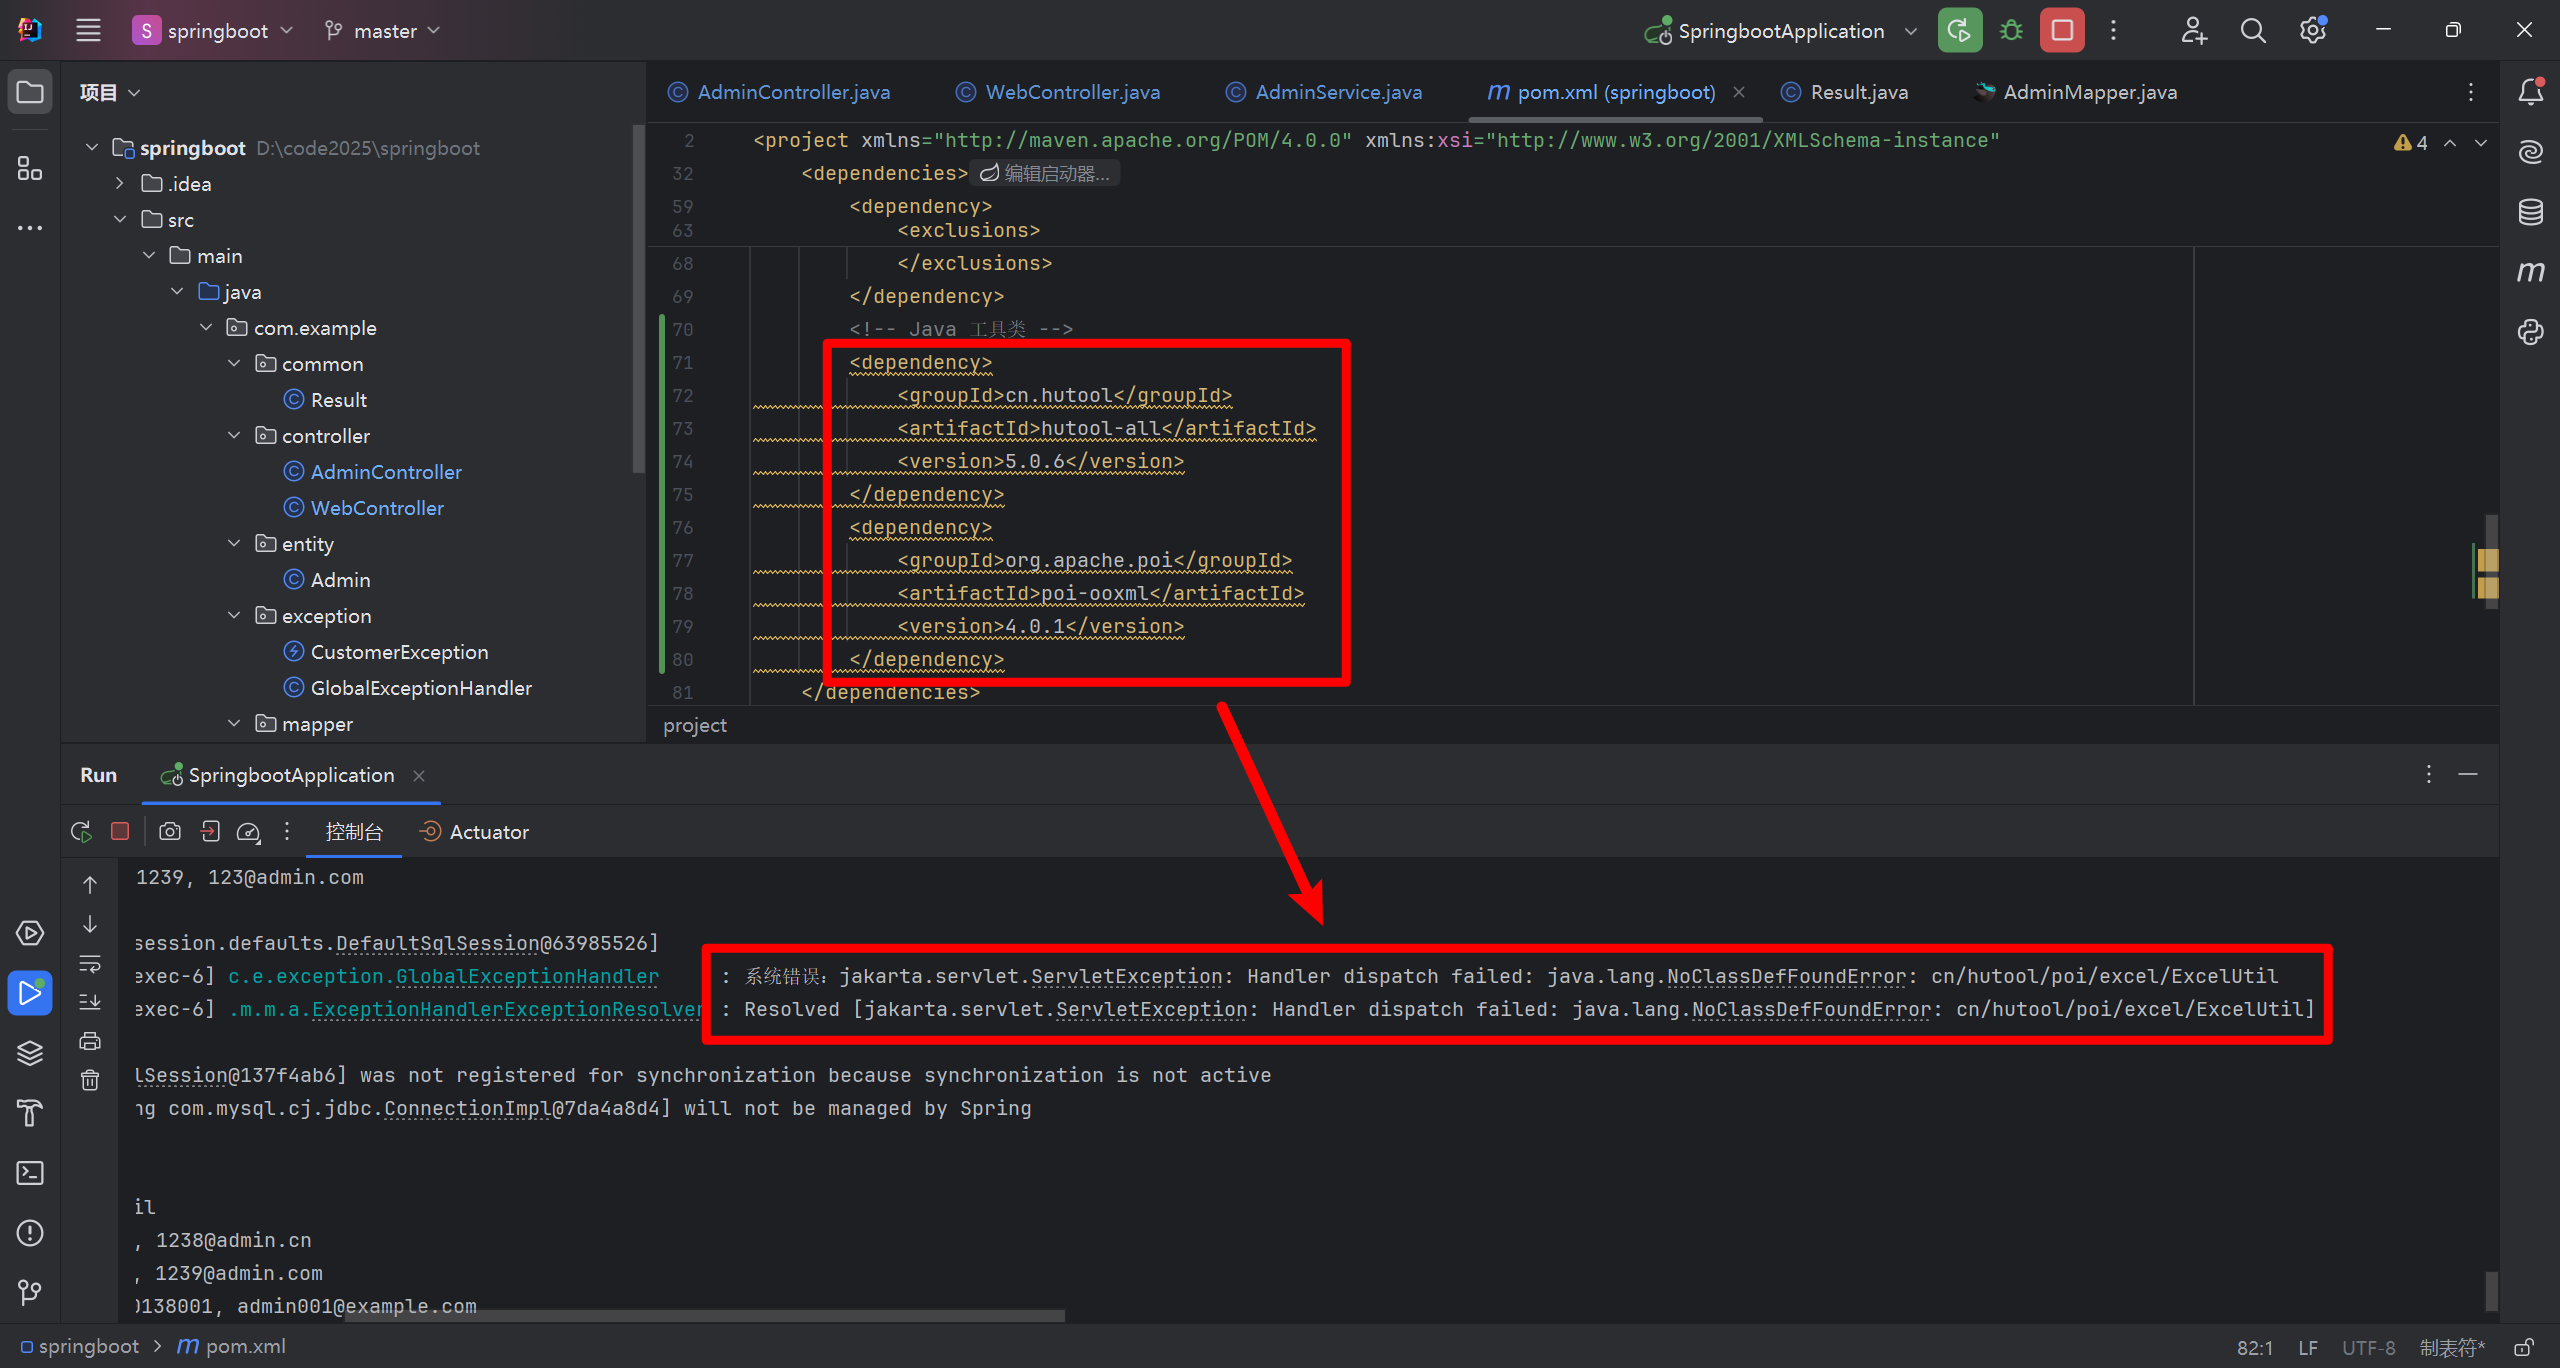 S springboot master SpringbootApplication
项目
AdminController.java WebController.java AdminService.java pom.xml (springboot) Result.java AdminMapper.java
springboot D:\code2025\springboot
.idea
src
main
java
com.example
common
Result
controller
AdminController
WebController
entity
Admin
exception
CustomerException
GlobalExceptionHandler
mapper
2 <project xmlns="http://maven.apache.org/POM/4.0.0" xmlns:xsi="http://www.w3.org/2001/XMLSchema-instance"
4
32 <dependencies> 编辑启动器...
59 <dependency>
63 <exclusions>
68 </exclusions>
69 </dependency>
70 <!-- Java 工具类 -->
71 <dependency>
72 <groupId>cn.hutool</groupId>
73 <artifactId>hutool-all</artifactId>
74 <version>5.0.6</version>
75 </dependency>
76 <dependency>
77 <groupId>org.apache.poi</groupId>
78 <artifactId>poi-ooxml</artifactId>
79 <version>4.0.1</version>
80 </dependency>
81 </dependencies>
project
Run SpringbootApplication
控制台 Actuator
1239, 123@admin.com
session.defaults.DefaultSqlSession@63985526]
exec-6] c.e.exception.GlobalExceptionHandler : 系统错误：jakarta.servlet.ServletException: Handler dispatch failed: java.lang.NoClassDefFoundError: cn/hutool/poi/excel/ExcelUtil
exec-6] .m.m.a.ExceptionHandlerExceptionResolver : Resolved [jakarta.servlet.ServletException: Handler dispatch failed: java.lang.NoClassDefFoundError: cn/hutool/poi/excel/ExcelUtil]
lSession@137f4ab6] was not registered for synchronization because synchronization is not active
ng com.mysql.cj.jdbc.ConnectionImpl@7da4a8d4] will not be managed by Spring
il
, 1238@admin.cn
, 1239@admin.com
0138001, admin001@example.com
springboot > pom.xml
82:1 LF UTF-8 制表符*